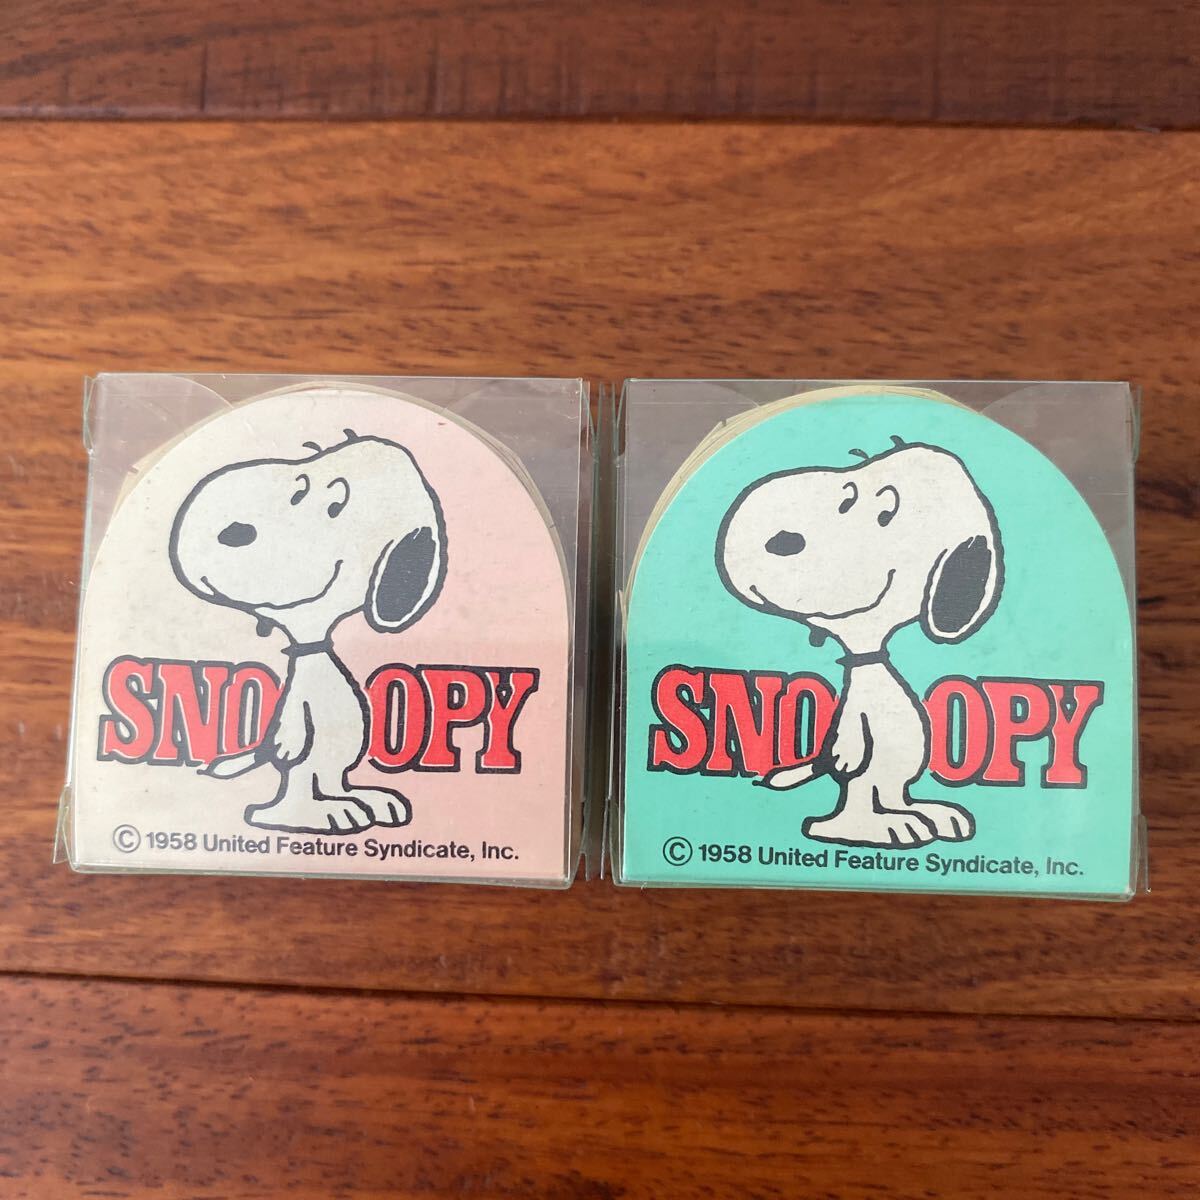 SNOOPY
© 1958 United Feature Syndicate, Inc.
SNOOPY
© 1958 United Feature Syndicate, Inc.